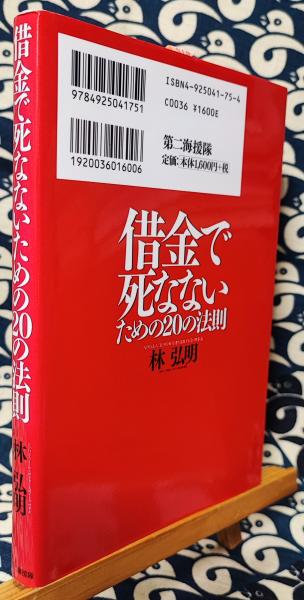 借金で死なないための20の法則
林 弘明
ISBN4-925041-75-4
C0036 ¥1600E
9784925041751
1920036016006
第二海援隊
定価:本体1,600円+税
借金で
死なない
ための20の法則
林 弘明